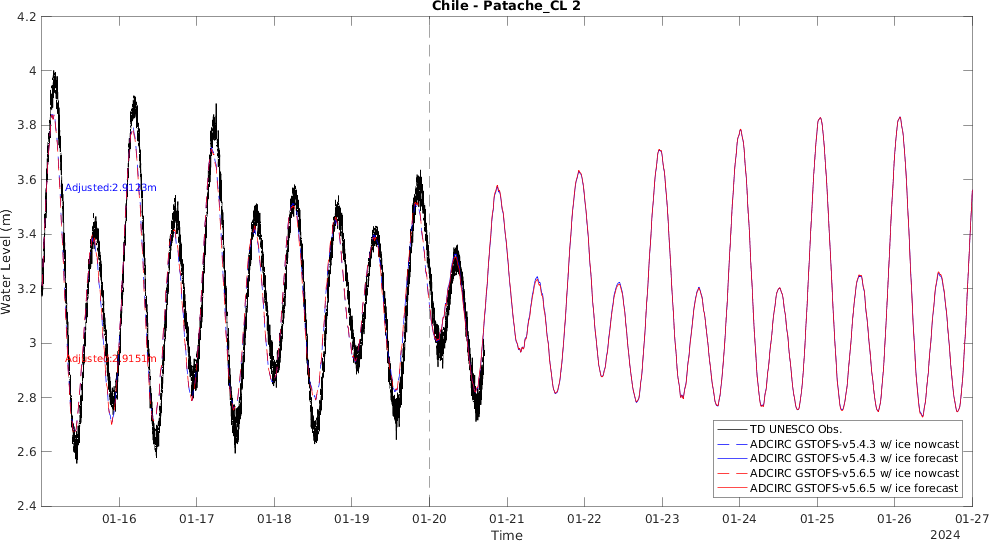 Chile - Patache_CL 2
4.2
4
3.8
3.6
3.4
3.2
3
2.8
2.6
2.4
Water Level (m)
Adjusted:2.9123m
Adjusted:2.9151m
TD UNESCO Obs.
ADCIRC GSTOFS-v5.4.3 w/ ice nowcast
ADCIRC GSTOFS-v5.4.3 w/ ice forecast
ADCIRC GSTOFS-v5.6.5 w/ ice nowcast
ADCIRC GSTOFS-v5.6.5 w/ ice forecast
01-16 01-17 01-18 01-19 01-20 01-21 01-22 01-23 01-24 01-25 01-26 01-27
Time
2024